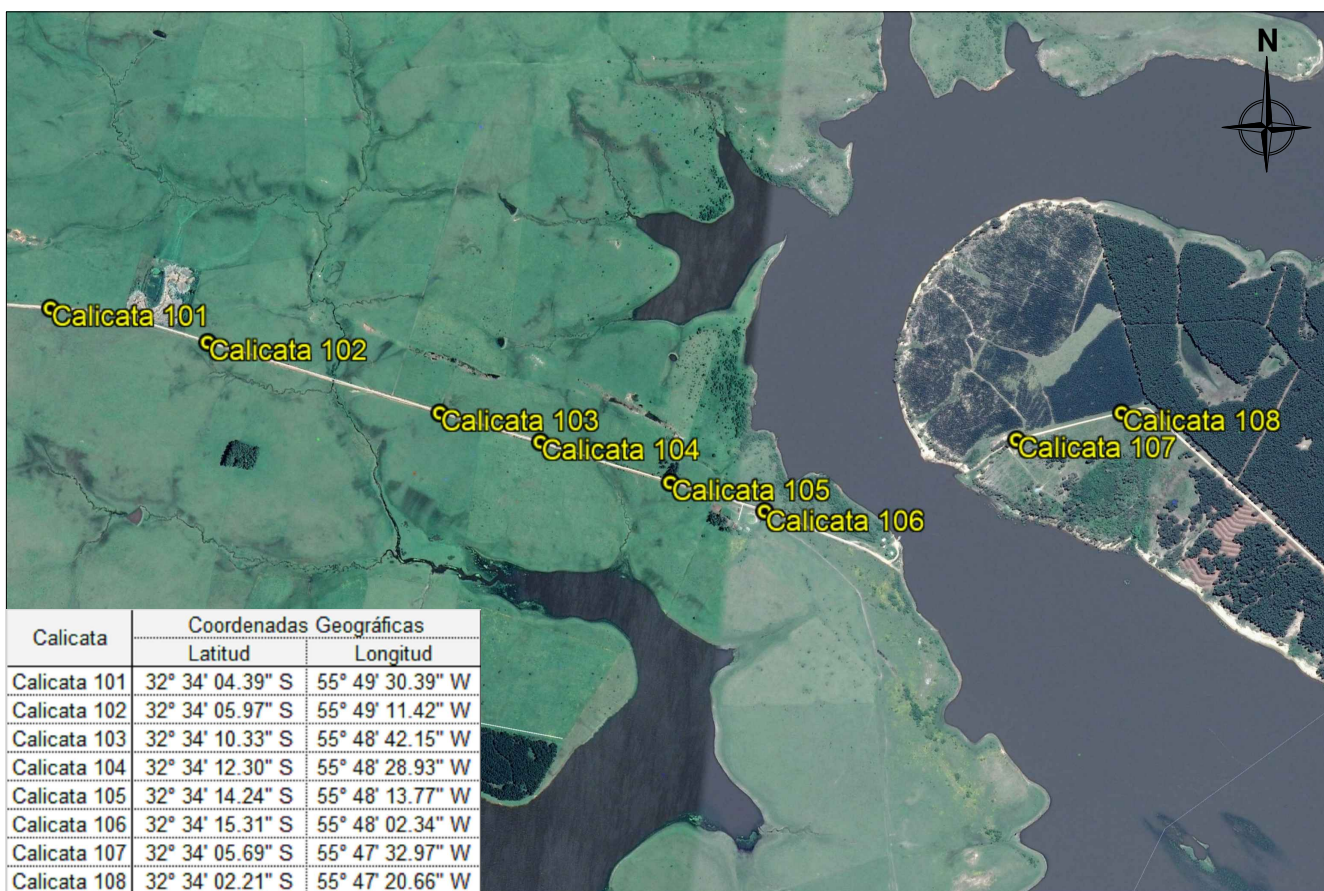 N
Calicata 101
Calicata 102
Calicata 103
Calicata 104
Calicata 105
Calicata 106
Calicata 107
Calicata 108
Calicata Coordenadas Geográficas
Latitud Longitud
Calicata 101 32° 34' 04.39" S 55° 49' 30.39" W
Calicata 102 32° 34' 05.97" S 55° 49' 11.42" W
Calicata 103 32° 34' 10.33" S 55° 48' 42.15" W
Calicata 104 32° 34' 12.30" S 55° 48' 28.93" W
Calicata 105 32° 34' 14.24" S 55° 48' 13.77" W
Calicata 106 32° 34' 15.31" S 55° 48' 02.34" W
Calicata 107 32° 34' 05.69" S 55° 47' 32.97" W
Calicata 108 32° 34' 02.21" S 55° 47' 20.66" W